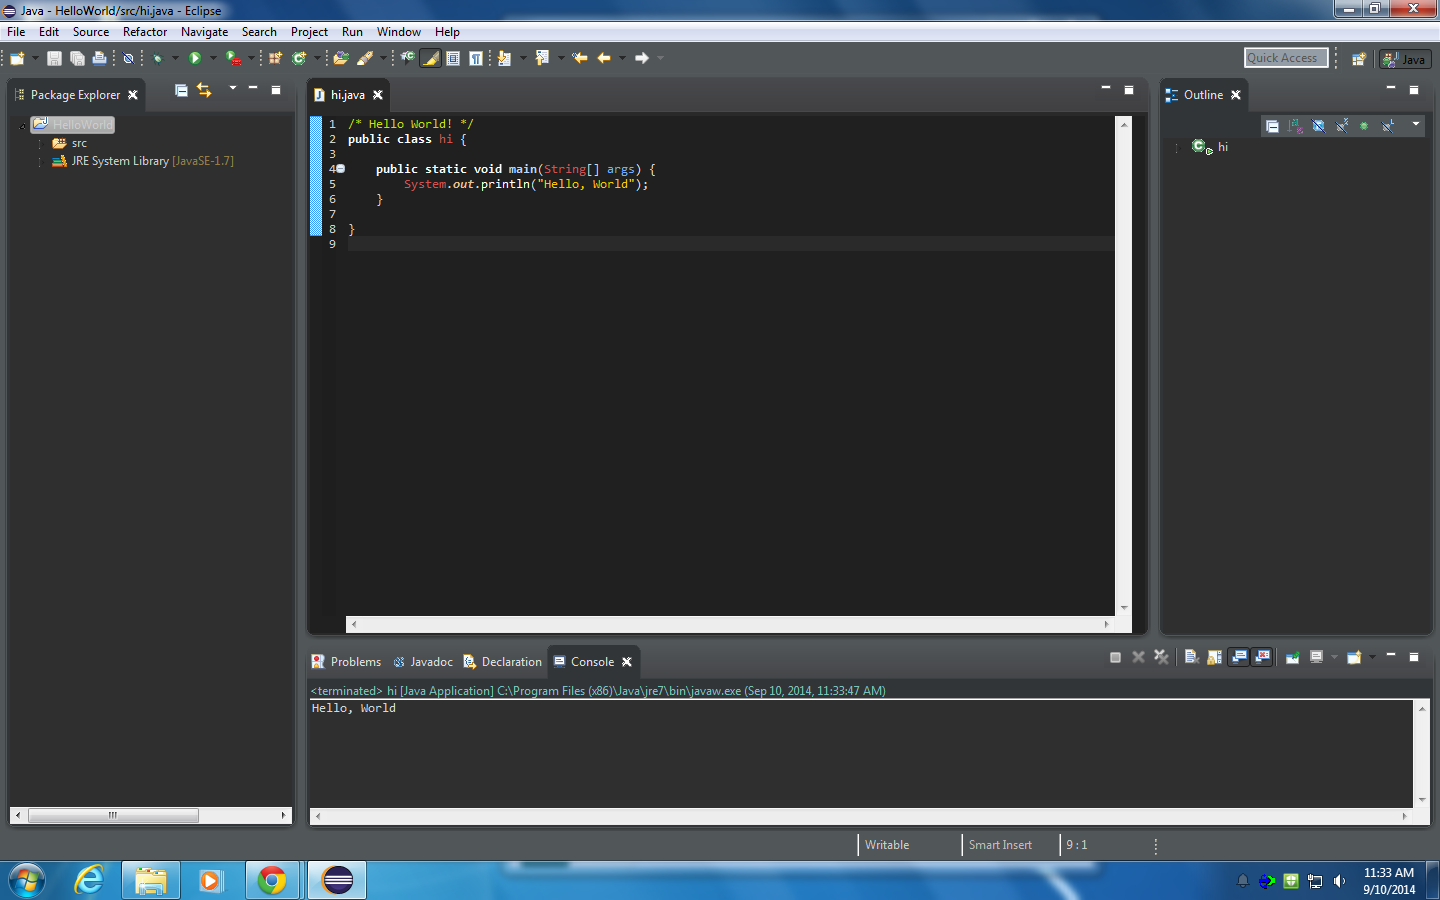 Java - HelloWorld/src/hi.java - Eclipse
File Edit Source Refactor Navigate Search Project Run Window Help
Quick Access
Java
Package Explorer
HelloWorld
src
JRE System Library [JavaSE-1.7]
hi.java
1 /* Hello World! */
2 public class hi {
3
4 public static void main(String[] args) {
5 System.out.println("Hello, World");
6 }
7
8 }
9
Outline
hi
Problems Javadoc Declaration Console
<terminated> hi [Java Application] C:\Program Files (x86)\Java\jre7\bin\javaw.exe (Sep 10, 2014, 11:33:47 AM)
Hello, World
Writable Smart Insert 9 : 1
11:33 AM
9/10/2014